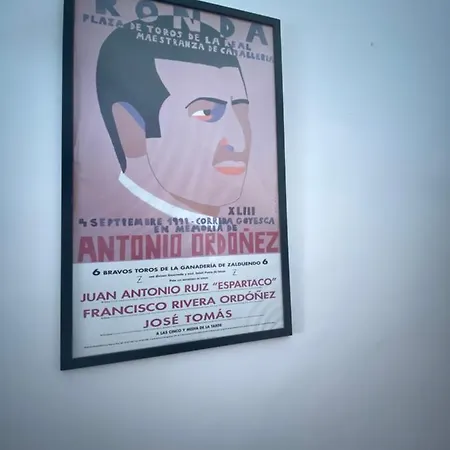 RONDA
PLAZA DE TOROS DE LA REAL
MAESTRANZA DE CABALLERIA
XLIII
4 SEPTIEMBRE 1998 - CORRIDA GOYESCA
EN MEMORIA DE
ANTONIO ORDOÑEZ
6 BRAVOS TOROS DE LA GANADERÍA DE ZALDUENDO 6
JUAN ANTONIO RUIZ "ESPARTACO"
FRANCISCO RIVERA ORDÓÑEZ
JOSÉ TOMÁS
A LAS CINCO Y MEDIA DE LA TARDE